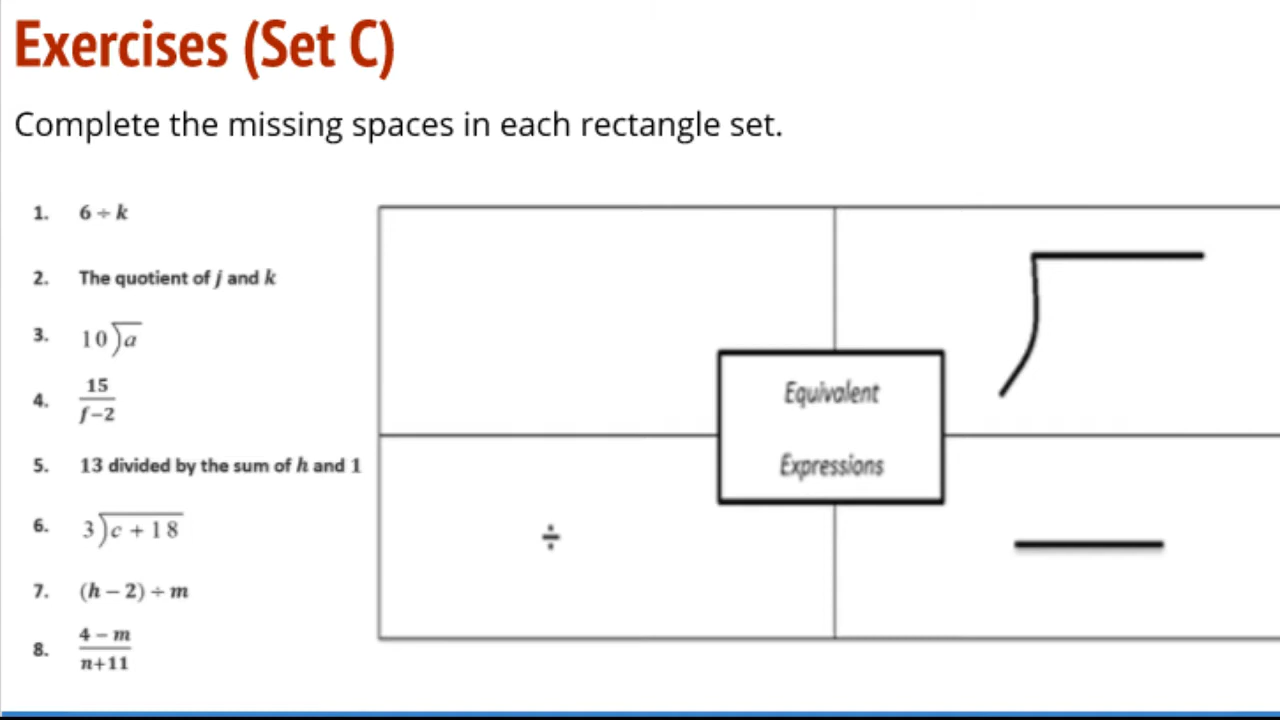 Exercises (Set C)
Complete the missing spaces in each rectangle set.
1. 6 ÷ k
2. The quotient of j and k
3. 10)a
4. 15
f−2
5. 13 divided by the sum of h and 1
6. 3)c + 18
7. (h − 2) ÷ m
8. 4 − m
n+11
Equivalent
Expressions
÷